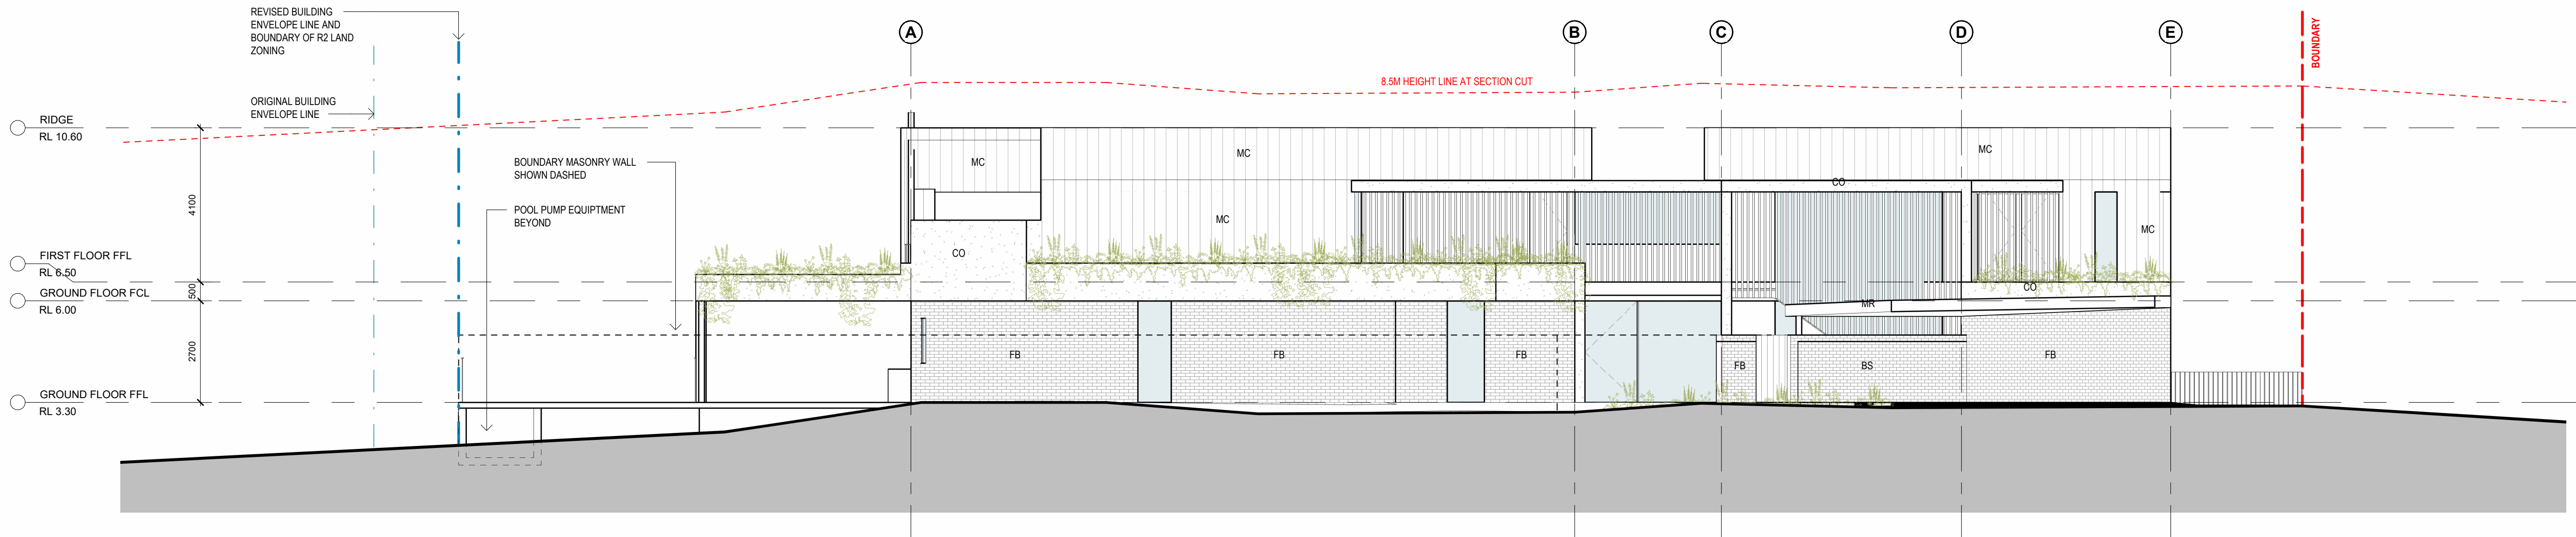 REVISED BUILDING
ENVELOPE LINE AND
BOUNDARY OF R2 LAND
ZONING
A
B
C
D
E
BOUNDARY
8.5M HEIGHT LINE AT SECTION CUT
ORIGINAL BUILDING
ENVELOPE LINE
RIDGE
RL 10.60
BOUNDARY MASONRY WALL
SHOWN DASHED
POOL PUMP EQUIPTMENT
BEYOND
4100
FIRST FLOOR FFL
RL 6.50
500
GROUND FLOOR FCL
RL 6.00
2700
GROUND FLOOR FFL
RL 3.30
MC
MC
MC
CO
MC
MC
CO
CO
MR
FB
FB
FB
FB
BS
FB